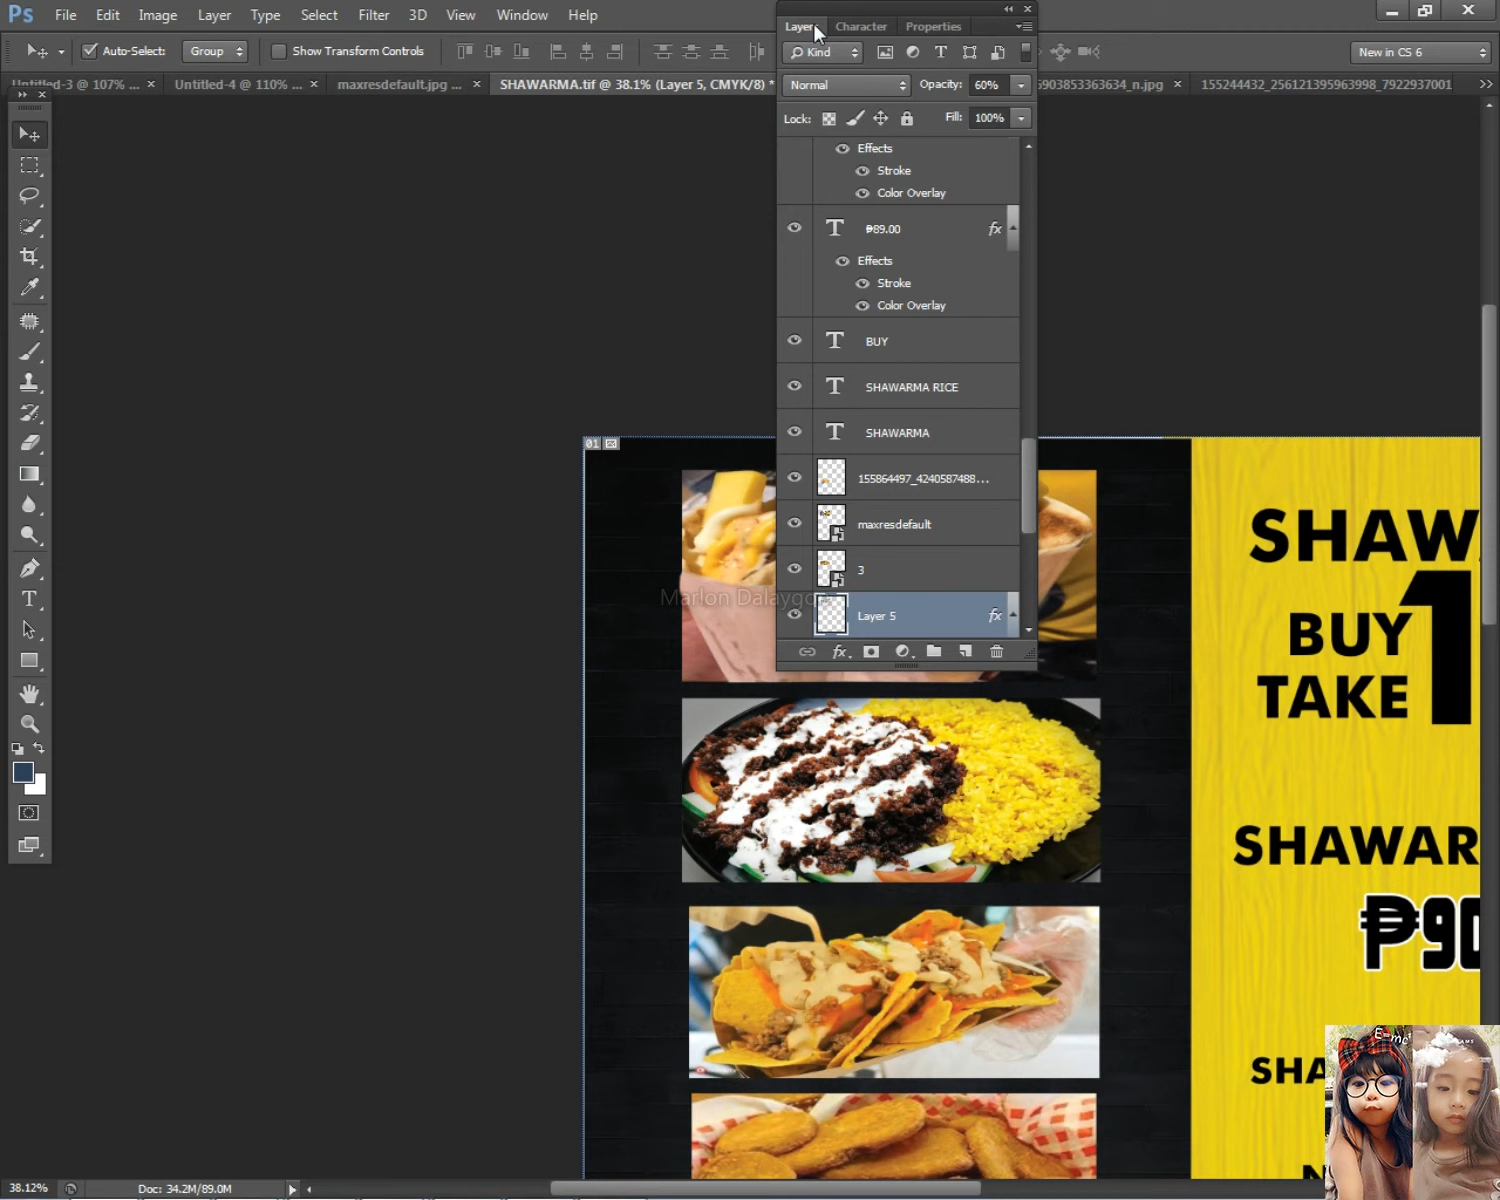 Ps File Edit Image Layer Type Select Filter 3D View Window Help
Auto-Select: Group Show Transform Controls
New in CS 6
Untitled-3 @ 107% ... × Untitled-4 @ 110% ... × maxresdefault.jpg ... × SHAWARMA.tif @ 38.1% (Layer 5, CMYK/8) *
5903853363634_n.jpg × 155244432_256121395963998_7922937001
Layers Character Properties
Kind
Normal Opacity: 60%
Lock: Fill: 100%
Effects
Stroke
Color Overlay
T ₱89.00 fx
Effects
Stroke
Color Overlay
T BUY
T SHAWARMA RICE
T SHAWARMA
155864497_4240587488...
maxresdefault
3
Layer 5 fx
fx
01
Marlon Dalaygo
SHAW
BUY 1
TAKE
SHAWAR
₱90
SHA
38.12% Doc: 34.2M/89.0M